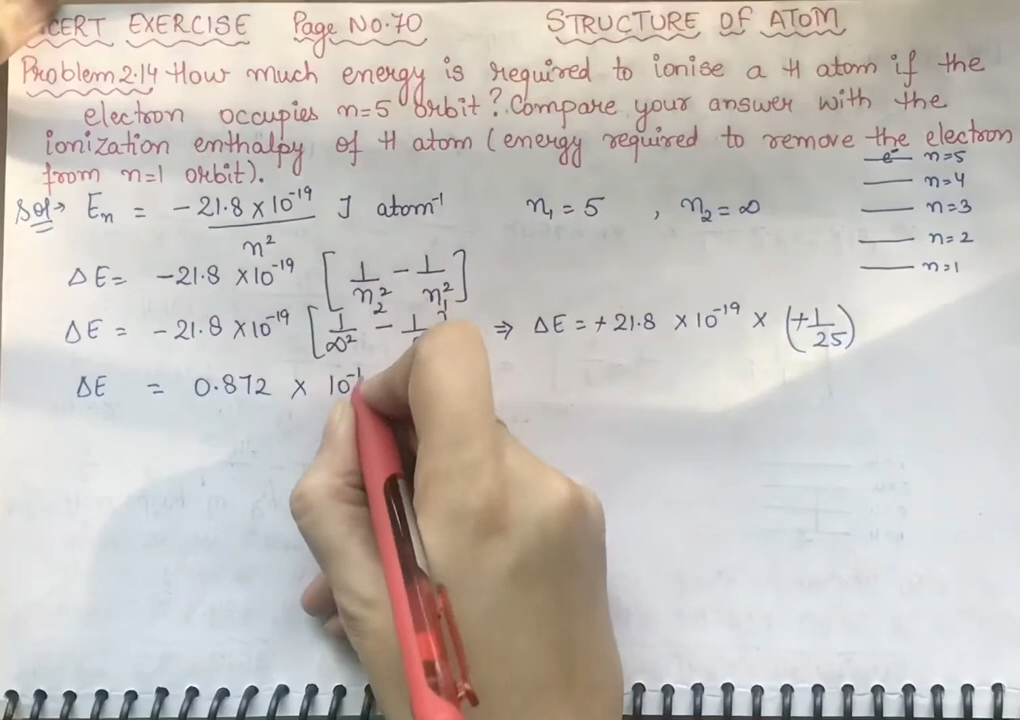 CERT EXERCISE Page No.70 STRUCTURE OF ATOM
Problem 2.14 How much energy is required to ionise a H atom if the
electron occupies n=5 orbit? Compare your answer with the
ionization enthalpy of H atom (energy required to remove the electron
from n=1 orbit).
e⁻ n=5
n=4
n=3
n=2
n=1
Sol→ Eₙ = -21.8 × 10⁻¹⁹ / n² J atom⁻¹ n₁ = 5 , n₂ = ∞
ΔE = -21.8 × 10⁻¹⁹ [1/n₂² - 1/n₁²]
ΔE = -21.8 × 10⁻¹⁹ [1/∞² - 1 ⇒ ΔE = +21.8 × 10⁻¹⁹ × (+1/25)
ΔE = 0.872 × 10⁻¹